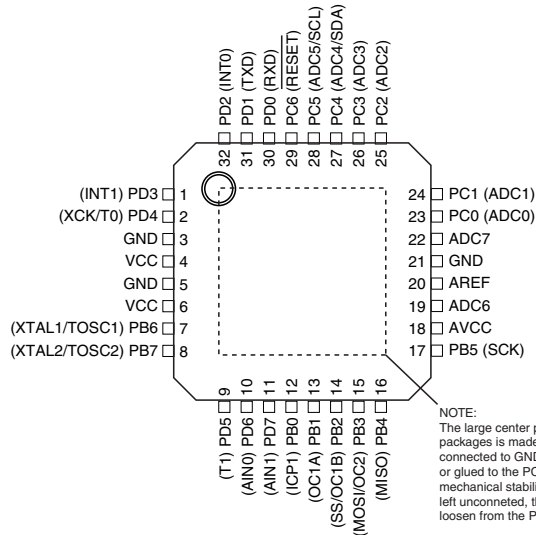 32 PD2 (INT0)
31 PD1 (TXD)
30 PD0 (RXD)
29 PC6 (RESET)
28 PC5 (ADC5/SCL)
27 PC4 (ADC4/SDA)
26 PC3 (ADC3)
25 PC2 (ADC2)
(INT1) PD3 1
(XCK/T0) PD4 2
GND 3
VCC 4
GND 5
VCC 6
(XTAL1/TOSC1) PB6 7
(XTAL2/TOSC2) PB7 8
24 PC1 (ADC1)
23 PC0 (ADC0)
22 ADC7
21 GND
20 AREF
19 ADC6
18 AVCC
17 PB5 (SCK)
(T1) PD5 9
(AIN0) PD6 10
(AIN1) PD7 11
(ICP1) PB0 12
(OC1A) PB1 13
(SS/OC1B) PB2 14
(MOSI/OC2) PB3 15
(MISO) PB4 16
NOTE:
The large center p
packages is made
connected to GND
or glued to the PC
mechanical stabili
left unconneted, th
loosen from the P